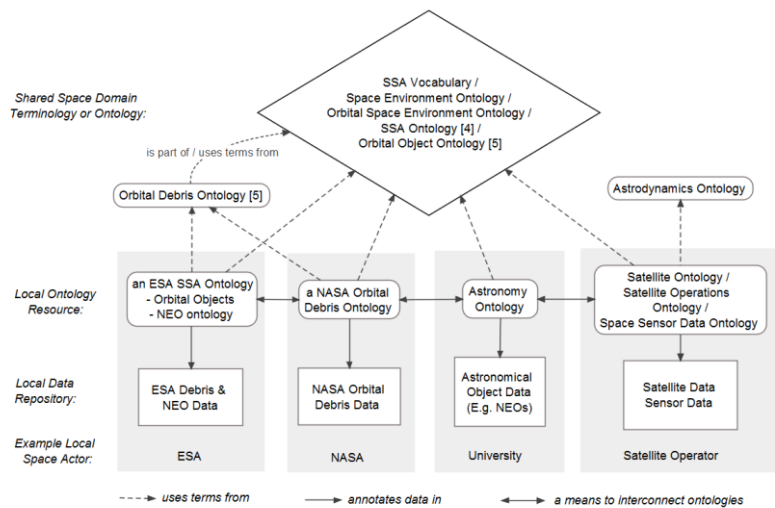 Shared Space Domain
Terminology or Ontology:
SSA Vocabulary /
Space Environment Ontology /
Orbital Space Environment Ontology /
SSA Ontology [4] /
Orbital Object Ontology [5]
is part of / uses terms from
Orbital Debris Ontology [5]
Astrodynamics Ontology
Local Ontology
Resource:
an ESA SSA Ontology
- Orbital Objects
- NEO ontology
a NASA Orbital
Debris Ontology
Astronomy
Ontology
Satellite Ontology /
Satellite Operations
Ontology /
Space Sensor Data Ontology
Local Data
Repository:
ESA Debris &
NEO Data
NASA Orbital
Debris Data
Astronomical
Object Data
(E.g. NEOs)
Satellite Data
Sensor Data
Example Local
Space Actor:
ESA
NASA
University
Satellite Operator
uses terms from
annotates data in
a means to interconnect ontologies